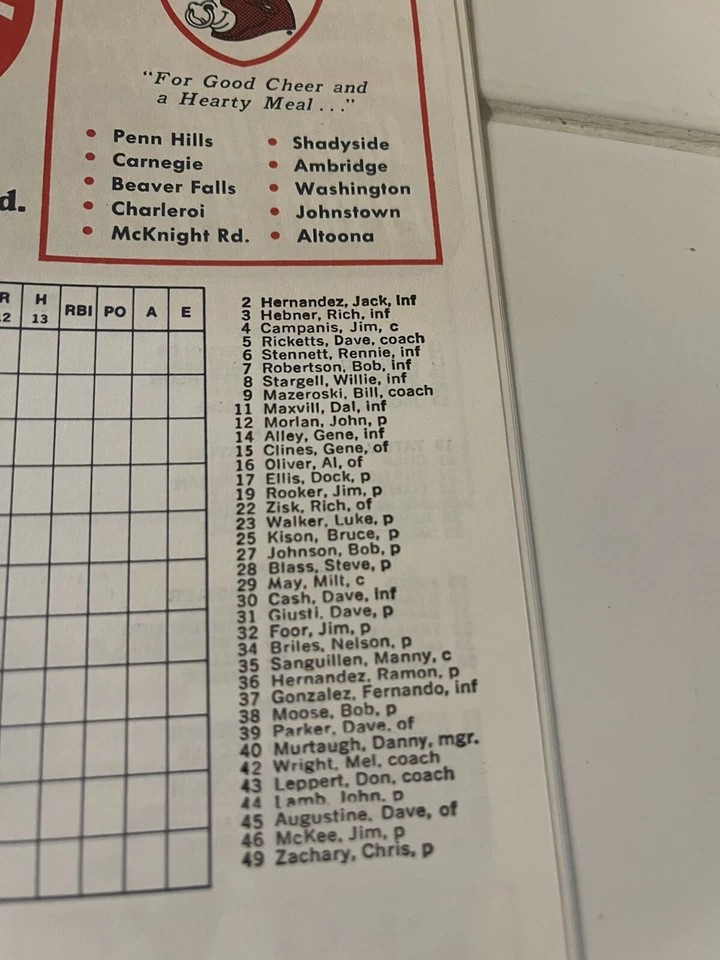 "For Good Cheer and
a Hearty Meal . . ."
• Penn Hills
• Carnegie
• Beaver Falls
• Charleroi
• McKnight Rd.
• Shadyside
• Ambridge
• Washington
• Johnstown
• Altoona
d.
R H RBI PO A E
2 13
2 Hernandez, Jack, inf
3 Hebner, Rich, inf
4 Campanis, Jim, c
5 Ricketts, Dave, coach
6 Stennett, Rennie, inf
7 Robertson, Bob, inf
8 Stargell, Willie, inf
9 Mazeroski, Bill, coach
11 Maxvill, Dal, inf
12 Morlan, John, p
14 Alley, Gene, inf
15 Clines, Gene, of
16 Oliver, Al, of
17 Ellis, Dock, p
19 Rooker, Jim, p
22 Zisk, Rich, of
23 Walker, Luke, p
25 Kison, Bruce, p
27 Johnson, Bob, p
28 Blass, Steve, p
29 May, Milt, c
30 Cash, Dave, inf
31 Giusti, Dave, p
32 Foor, Jim, p
34 Briles, Nelson, p
35 Sanguillen, Manny, c
36 Hernandez, Ramon, p
37 Gonzalez, Fernando, inf
38 Moose, Bob, p
39 Parker, Dave, of
40 Murtaugh, Danny, mgr.
42 Wright, Mel, coach
43 Leppert, Don, coach
44 Lamb, John, p
45 Augustine, Dave, of
46 McKee, Jim, p
49 Zachary, Chris, p